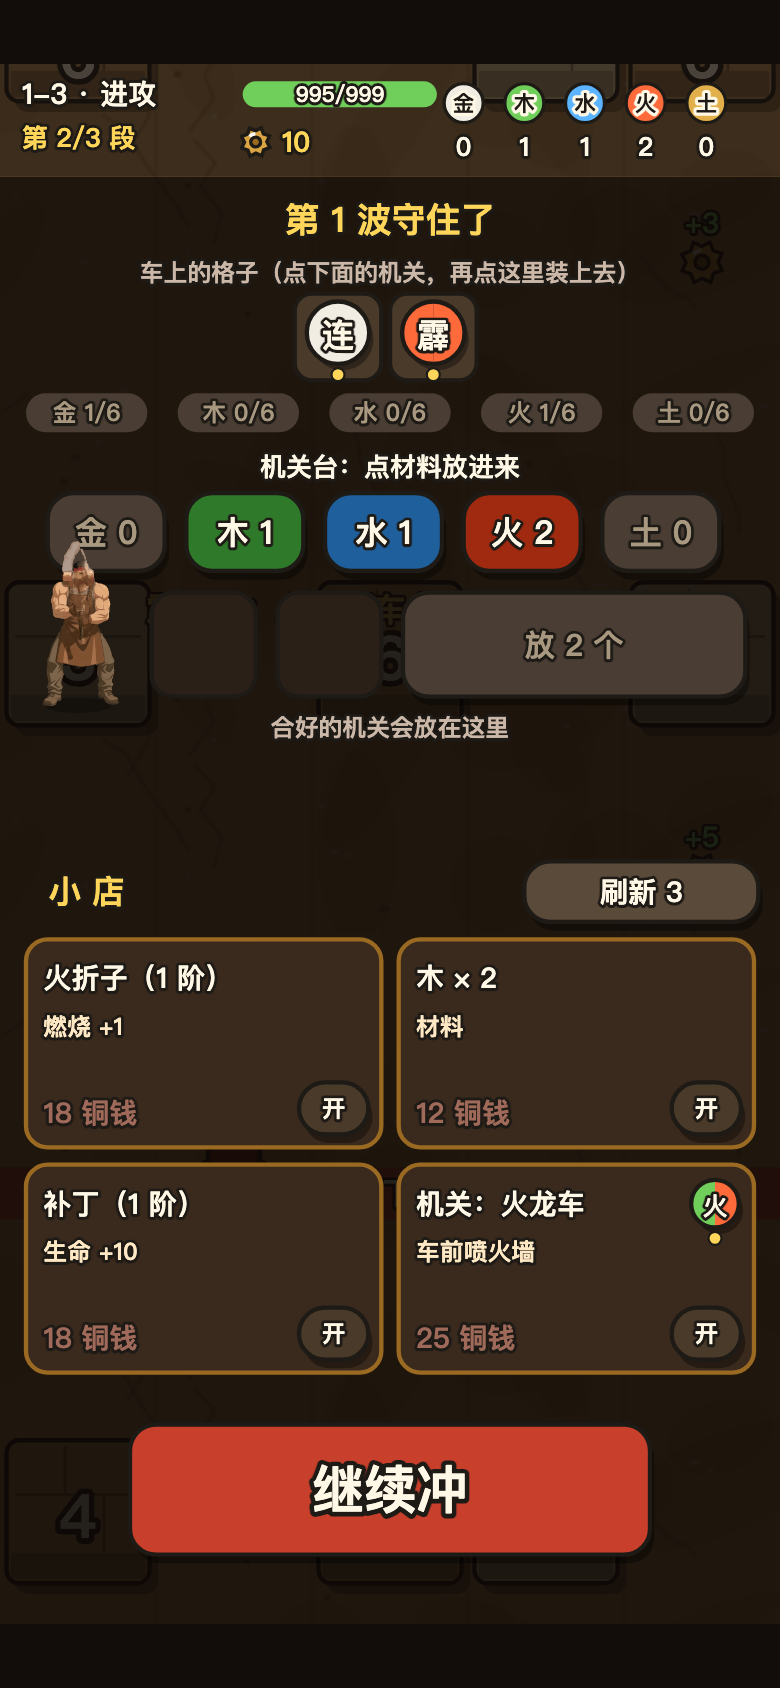 1-3 · 进攻
995/999
金 木 水 火 土
第 2/3 段
10
0 1 1 2 0
第 1 波守住了
+3
车上的格子（点下面的机关，再点这里装上去）
连 霹
金 1/6 木 0/6 水 0/6 火 1/6 土 0/6
机关台：点材料放进来
金 0 木 1 水 1 火 2 土 0
放 2 个
合好的机关会放在这里
+5
小 店
刷新 3
火折子（1 阶）
燃烧 +1
18 铜钱 开
木 × 2
材料
12 铜钱 开
补丁（1 阶）
生命 +10
18 铜钱 开
机关：火龙车 火
车前喷火墙
25 铜钱 开
继续冲
4